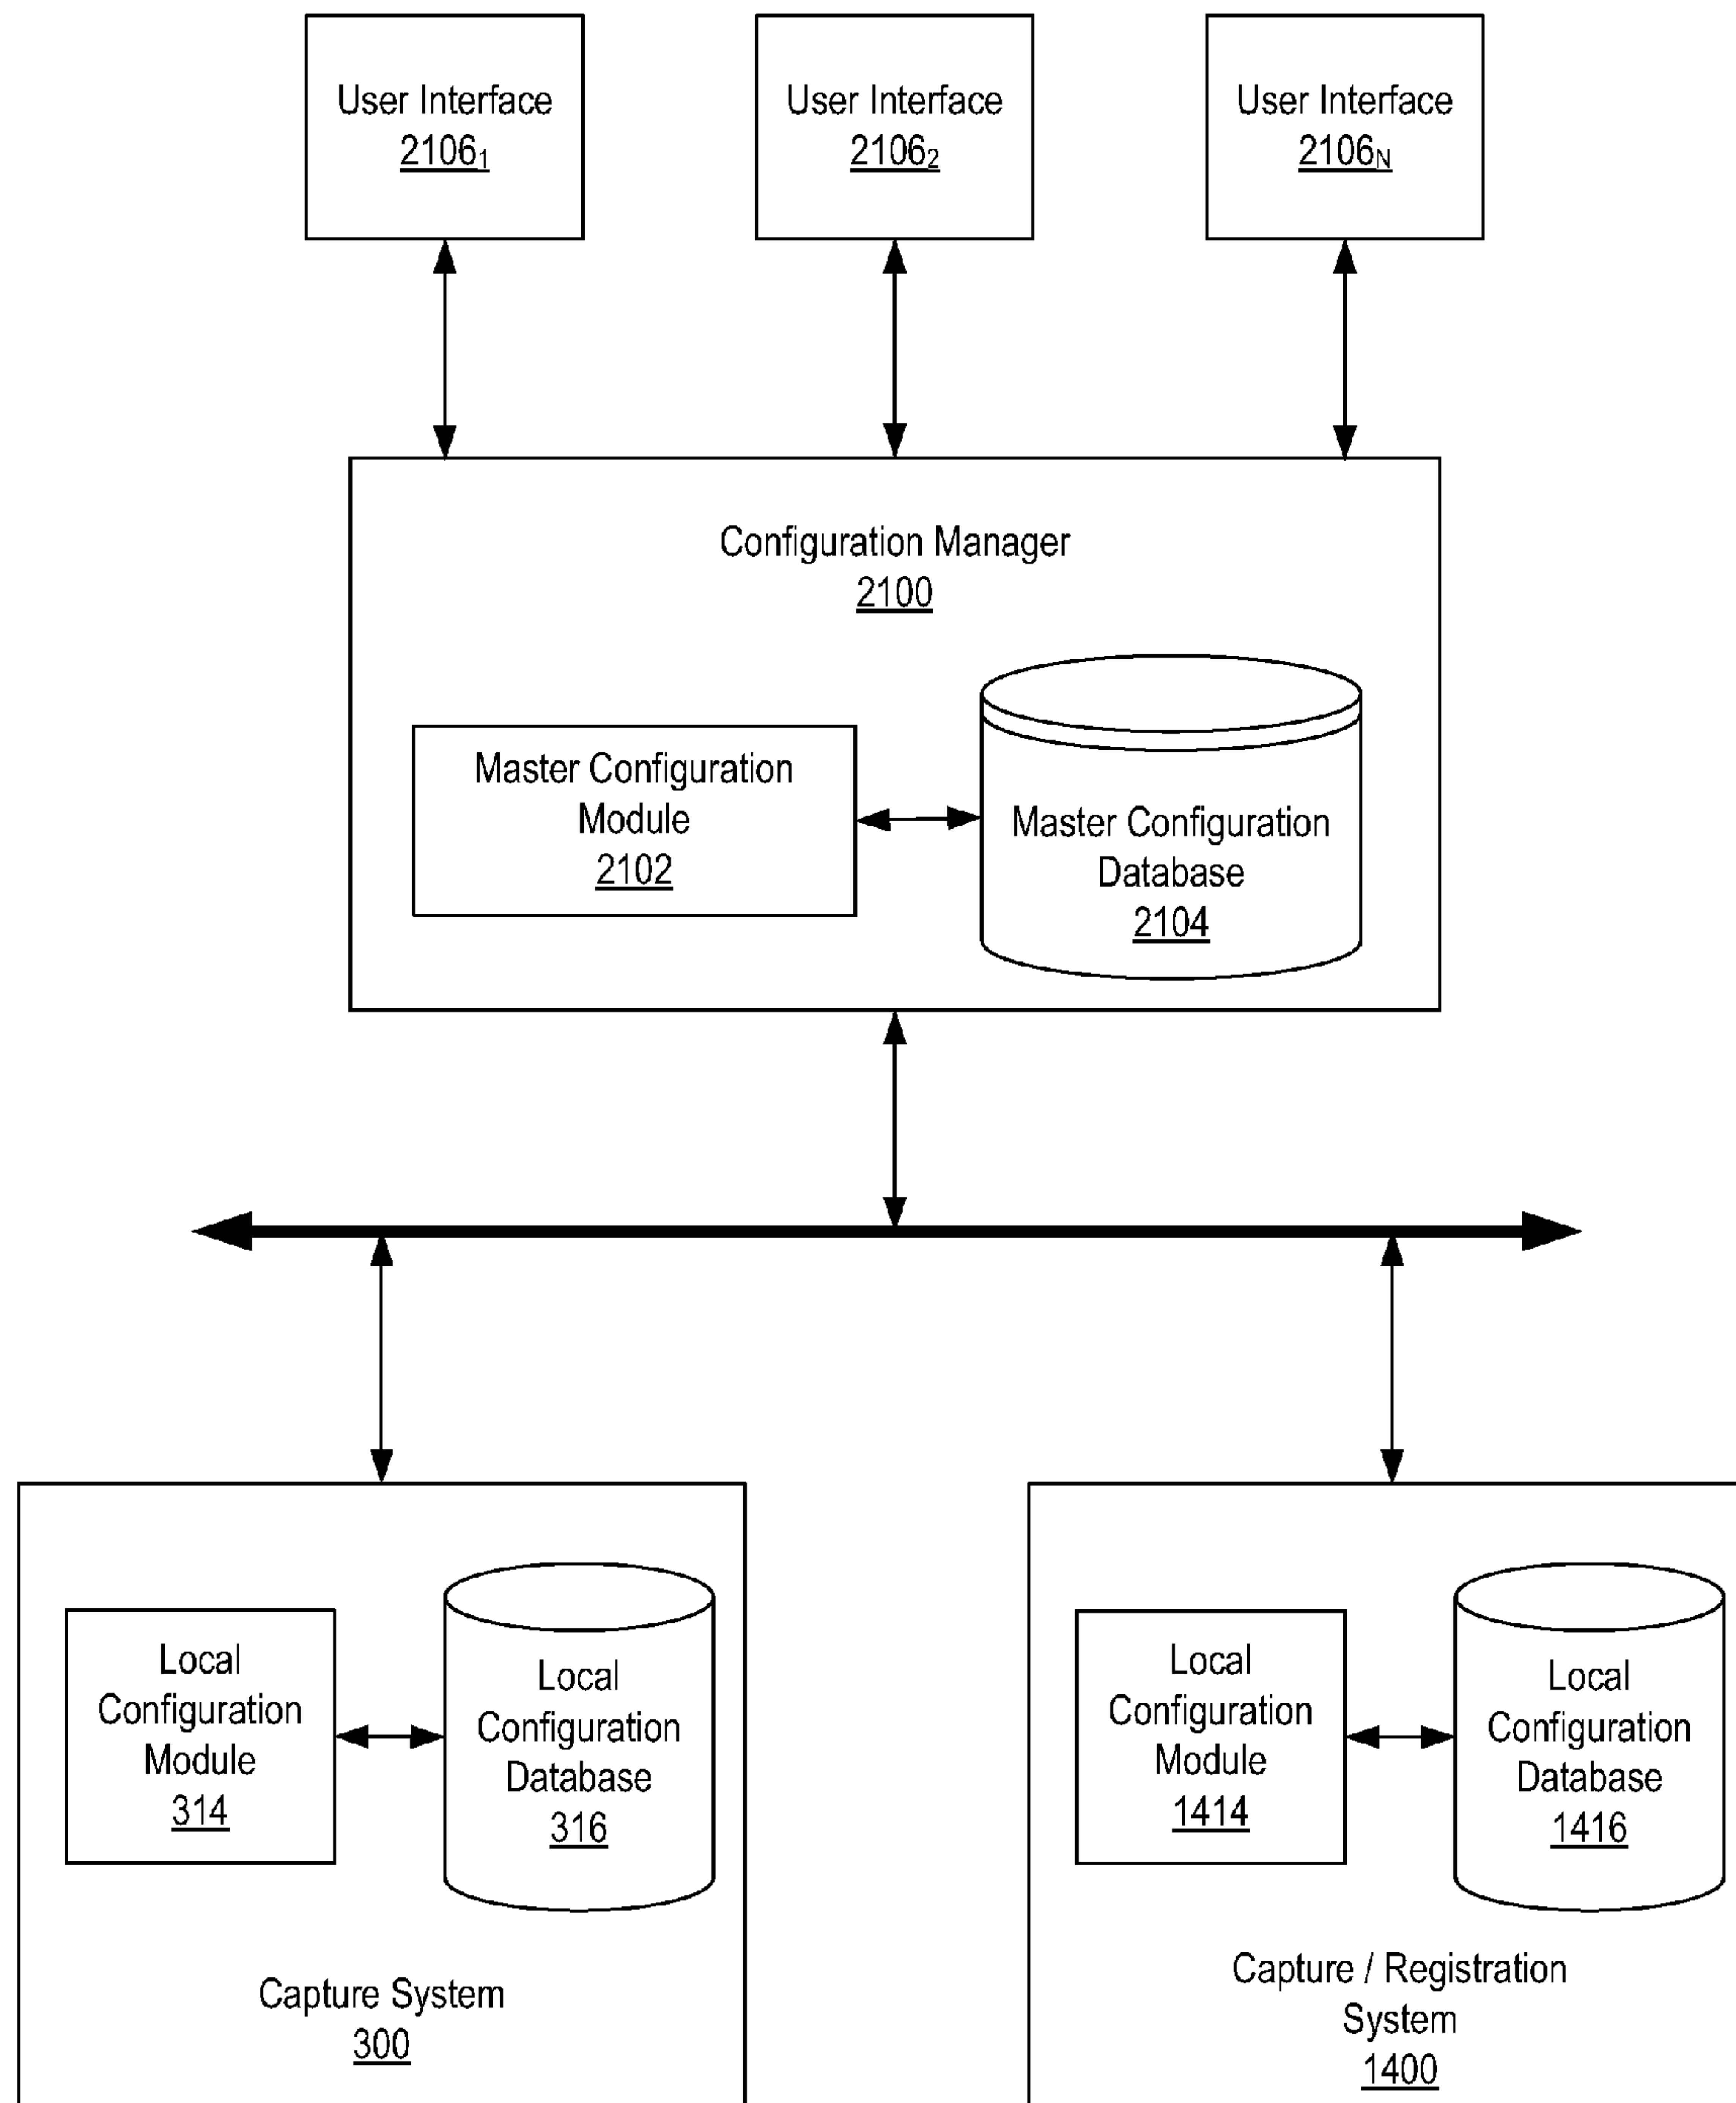 User Interface
2106₁
User Interface
2106₂
User Interface
2106N
Configuration Manager
2100
Master Configuration
Module
2102
Master Configuration
Database
2104
Local
Configuration
Module
314
Local
Configuration
Database
316
Capture System
300
Local
Configuration
Module
1414
Local
Configuration
Database
1416
Capture / Registration
System
1400